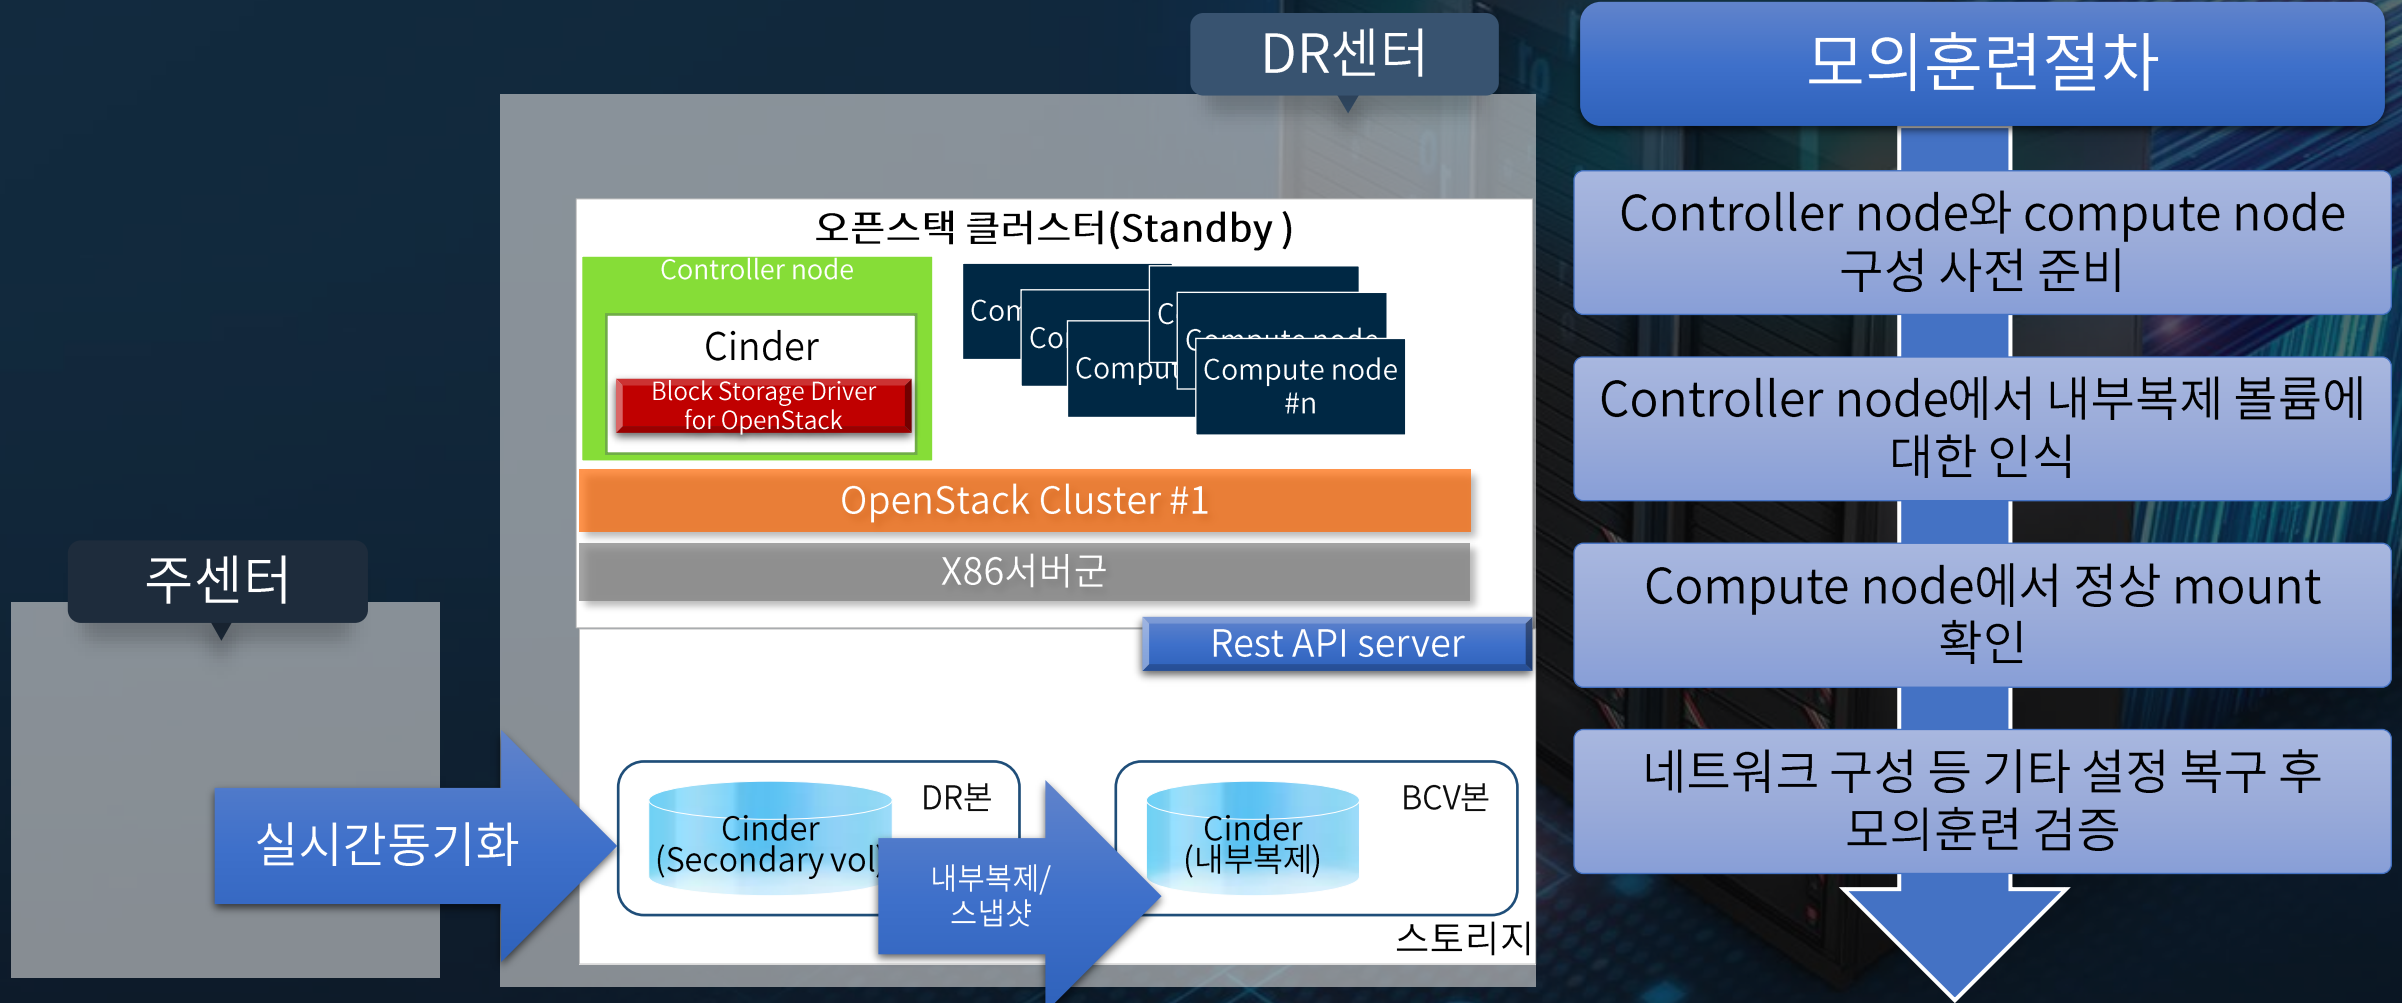 DR센터
오픈스택 클러스터(Standby )
Controller node
Cinder
Block Storage Driver
for OpenStack
Compute node
#n
OpenStack Cluster #1
X86서버군
Rest API server
주센터
실시간동기화
DR본
Cinder
(Secondary vol)
내부복제/
스냅샷
BCV본
Cinder
(내부복제)
스토리지
모의훈련절차
Controller node와 compute node
구성 사전 준비
Controller node에서 내부복제 볼륨에
대한 인식
Compute node에서 정상 mount
확인
네트워크 구성 등 기타 설정 복구 후
모의훈련 검증